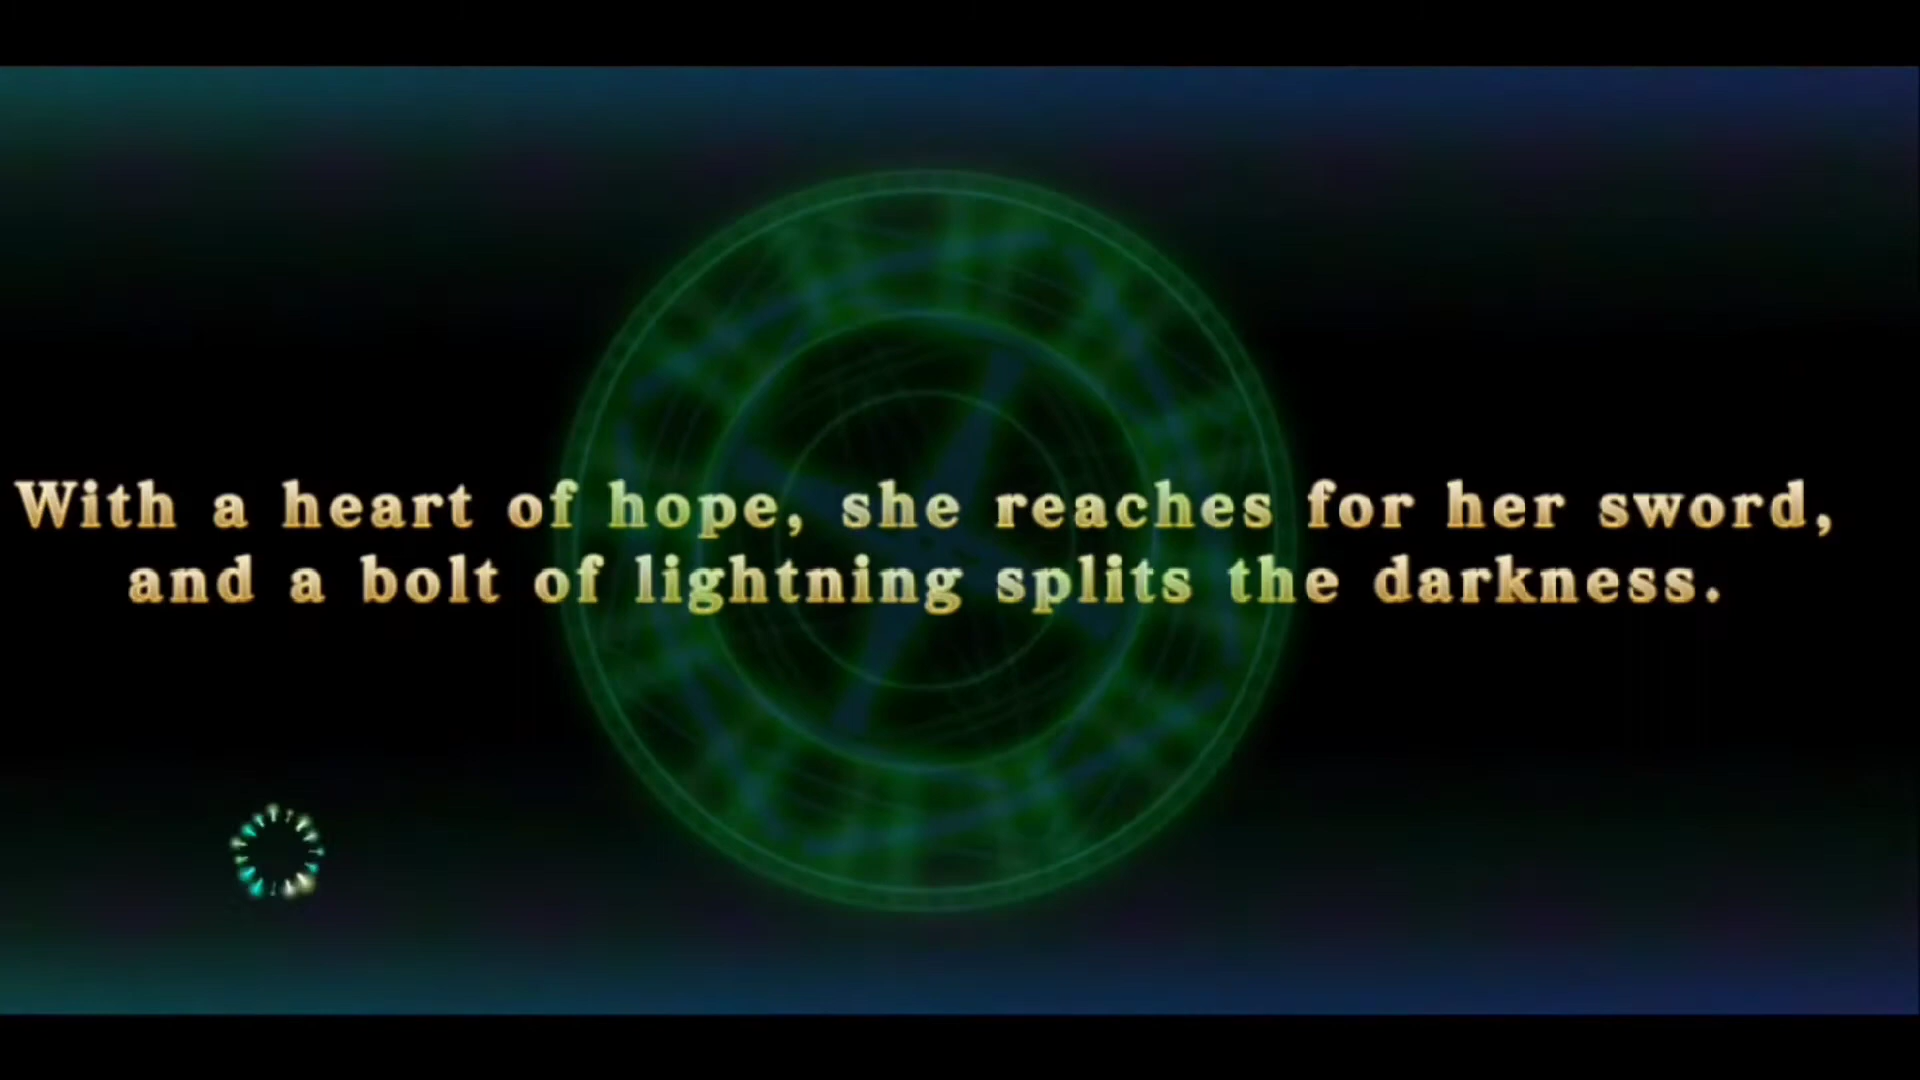 With a heart of hope, she reaches for her sword,
and a bolt of lightning splits the darkness.